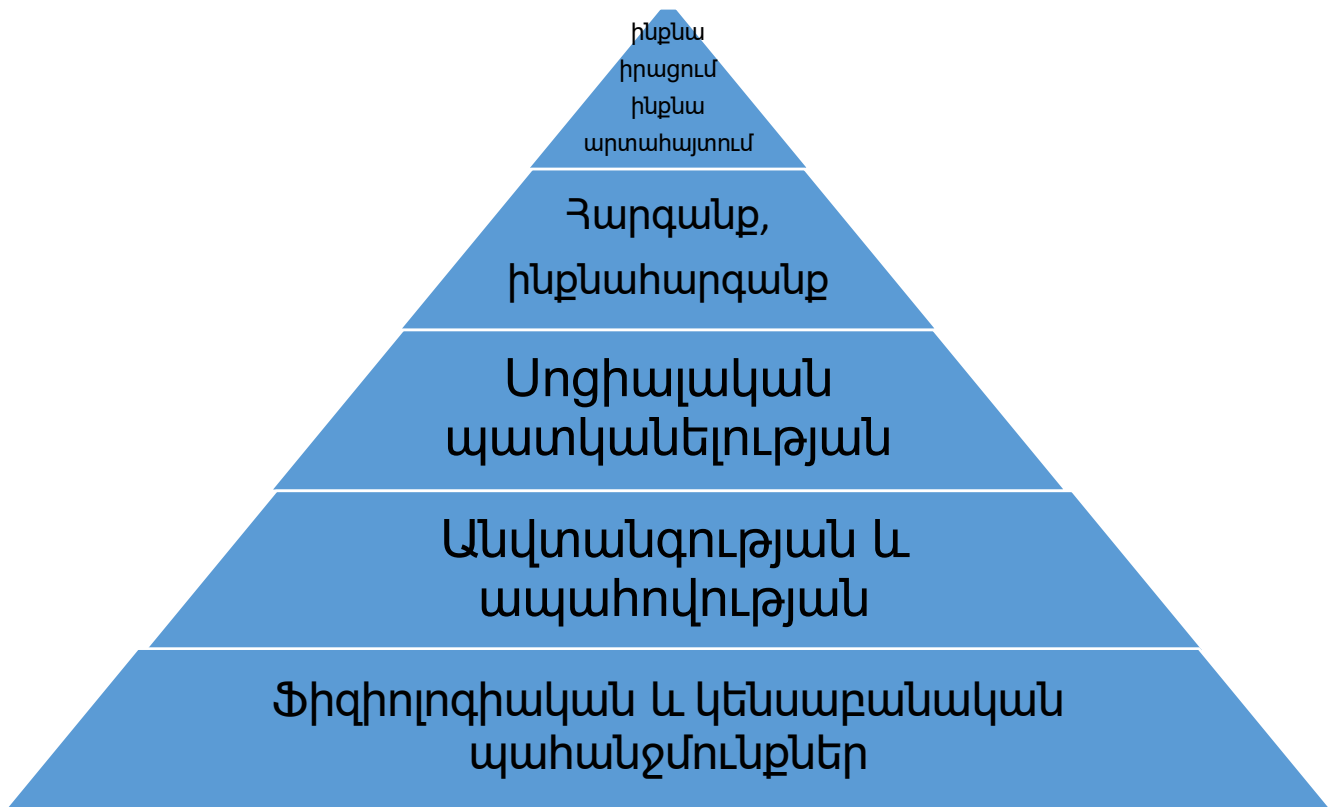 ինքնա
իրացում
ինքնա
արտահայտում
Հարգանք,
ինքնահարգանք
Սոցիալական
պատկանելության
Անվտանգության և
ապահովության
Ֆիզիոլոգիական և կենսաբանական
պահանջմունքներ